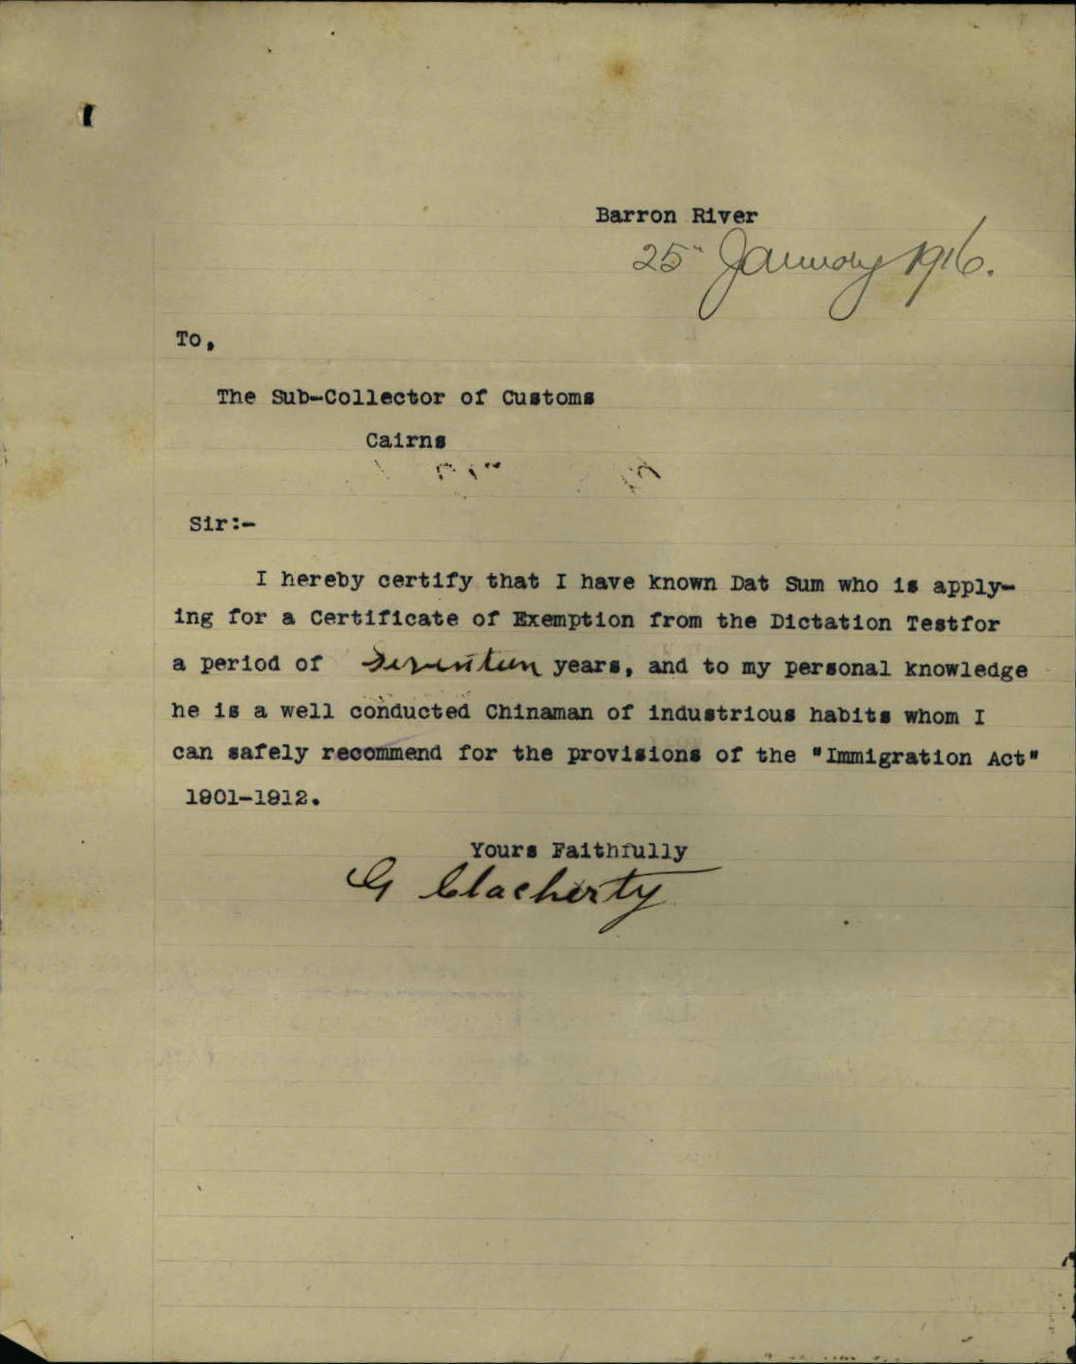 Barron River
25th January 1916.
To,
The Sub-Collector of Customs
Cairns
Sir:-
I hereby certify that I have known Dat Sum who is apply-
ing for a Certificate of Exemption from the Dictation Testfor
a period of Seventeen years, and to my personal knowledge
he is a well conducted Chinaman of industrious habits whom I
can safely recommend for the provisions of the "Immigration Act"
1901-1912.
Yours Faithfully
G Clacherty